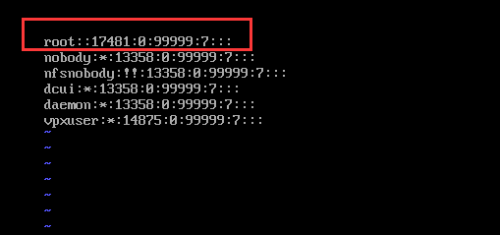 root::17481:0:99999:7:::
nobody:*:13358:0:99999:7:::
nfsnobody:!!:13358:0:99999:7:::
dcui:*:13358:0:99999:7:::
daemon:*:13358:0:99999:7:::
vpxuser:*:14875:0:99999:7:::
~
~
~
~
~
~
~